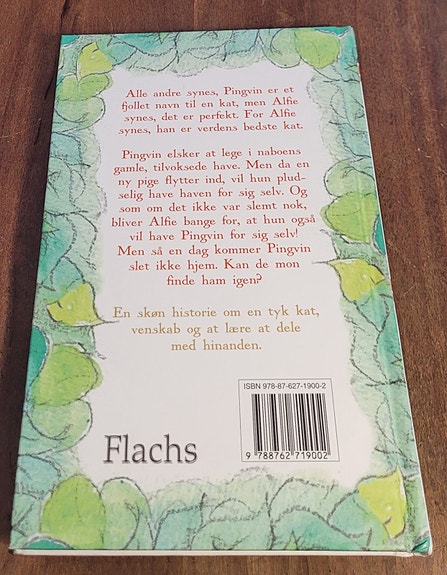 Alle andre synes, Pingvin er et
fjollet navn til en kat, men Alfie
synes, det er perfekt. For Alfie
synes, han er verdens bedste kat.
Pingvin elsker at lege i naboens
gamle, tilvoksede have. Men da en
ny pige flytter ind, vil hun plud-
selig have haven for sig selv. Og
som om det ikke var slemt nok,
bliver Alfie bange for, at hun også
vil have Pingvin for sig selv!
Men så en dag kommer Pingvin
slet ikke hjem. Kan de mon
finde ham igen?
En skøn historie om en tyk kat,
venskab og at lære at dele
med hinanden.
ISBN 978-87-627-1900-2
9 788762 719002
Flachs